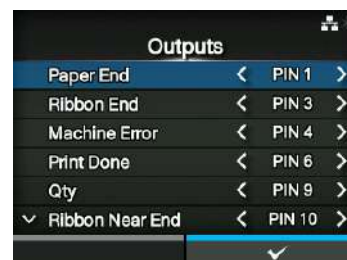 Outputs
Paper End < PIN 1 >
Ribbon End < PIN 3 >
Machine Error < PIN 4 >
Print Done < PIN 6 >
Qty < PIN 9 >
Ribbon Near End < PIN 10 >